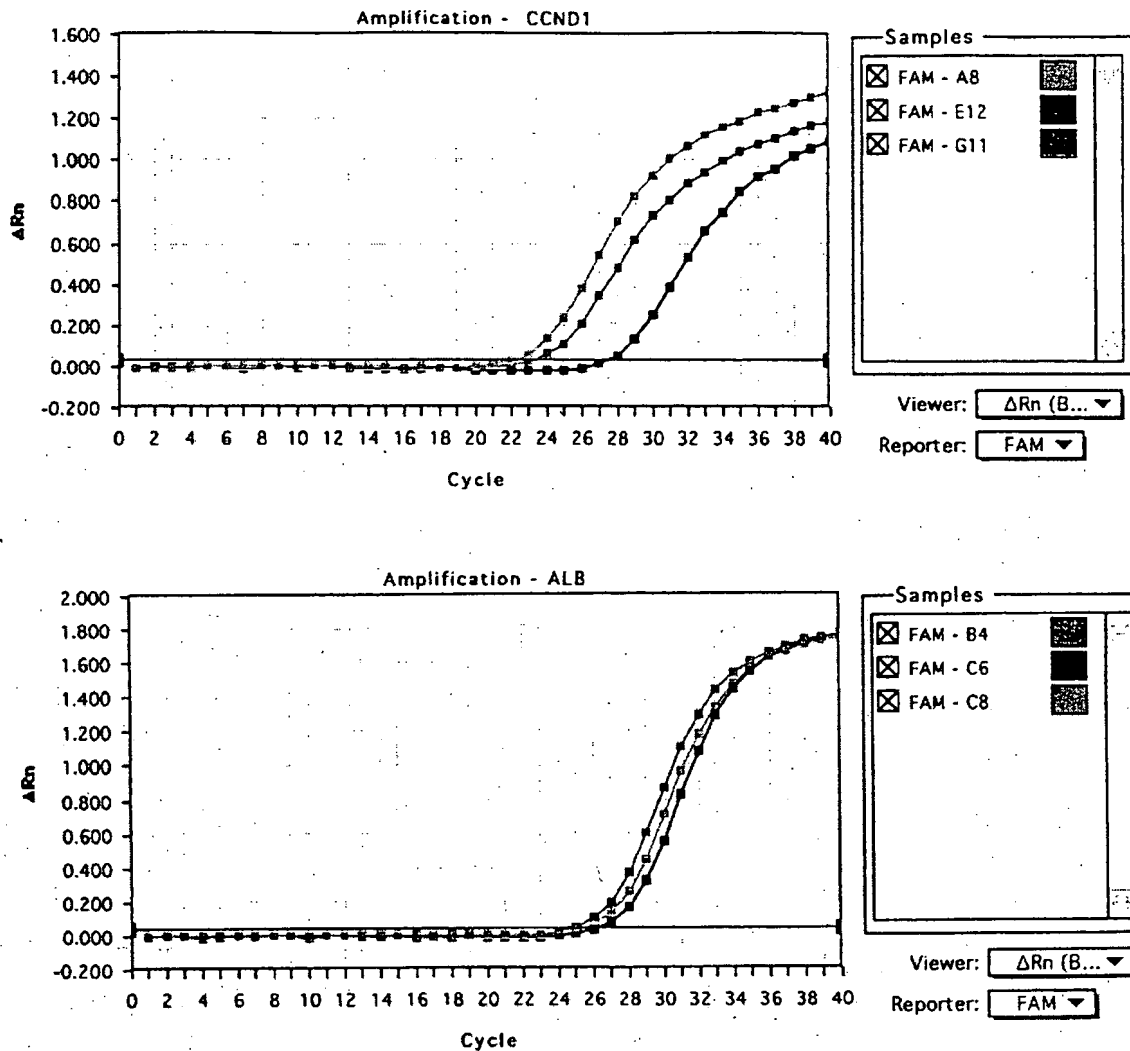 Amplification - CCND1
1.600
1.400
1.200
1.000
0.800
0.600
0.400
0.200
0.000
-0.200
ΔRn
0 2 4 6 8 10 12 14 16 18 20 22 24 26 28 30 32 34 36 38 40
Cycle
Samples
FAM - A8
FAM - E12
FAM - G11
Viewer: ΔRn (B...
Reporter: FAM
Amplification - ALB
2.000
1.800
1.600
1.400
1.200
1.000
0.800
0.600
0.400
0.200
0.000
-0.200
ΔRn
0 2 4 6 8 10 12 14 16 18 20 22 24 26 28 30 32 34 36 38 40
Cycle
Samples
FAM - B4
FAM - C6
FAM - C8
Viewer: ΔRn (B...
Reporter: FAM